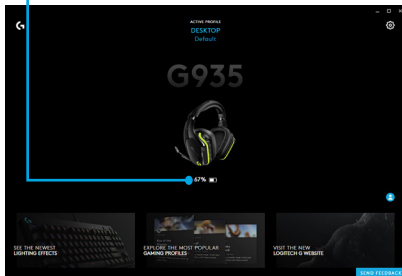 ACTIVE PROFILE
DESKTOP
Default
G935
67%
SEE THE NEWEST
LIGHTING EFFECTS
EXPLORE THE MOST POPULAR
GAMING PROFILES
VISIT THE NEW
LOGITECH G WEBSITE
SEND FEEDBACK